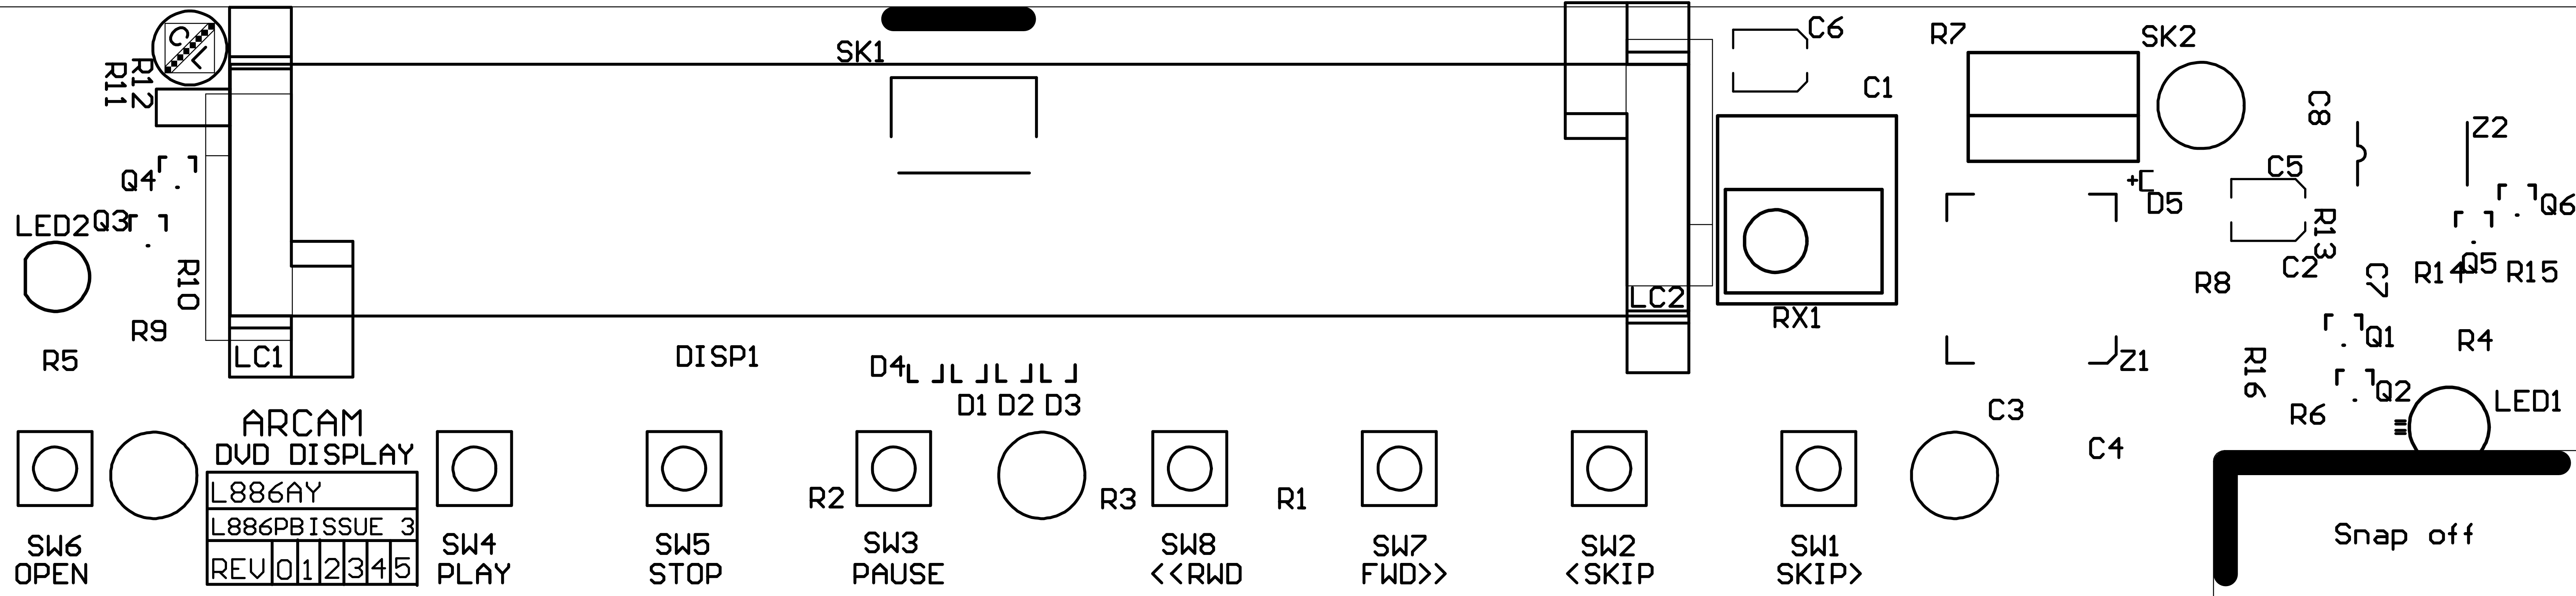 CL
SK1
C6
R7
SK2
R11
R12
C1
C8
Z2
Q4
C5
D5
Q6
LED2
Q3
R13
R10
C2
C7
R14
Q5
R15
R8
LC2
RX1
R9
Q1
R4
R5
LC1
DISP1
D4
Z1
R16
D1 D2 D3
Q2
LED1
C3
R6
ARCAM
DVD DISPLAY
C4
L886AY
R2
R3
R1
L886PB ISSUE 3
Snap off
REV 0 1 2 3 4 5
SW6
OPEN
SW4
PLAY
SW5
STOP
SW3
PAUSE
SW8
<<RWD
SW7
FWD>>
SW2
<SKIP
SW1
SKIP>